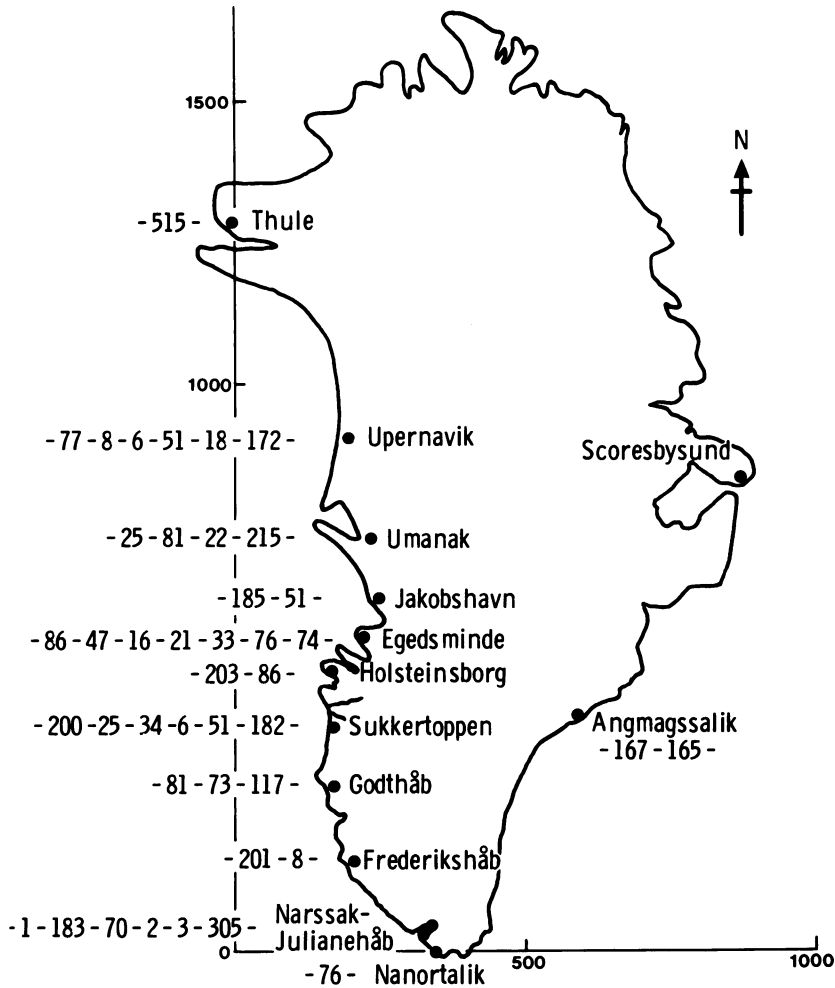 1500
N
-515- Thule
1000
-77-8-6-51-18-172- Upernavik
Scoresbysund
-25-81-22-215- Umanak
-185-51- Jakobshavn
-86-47-16-21-33-76-74- Egedsminde
-203-86- Holsteinsborg
-200-25-34-6-51-182- Sukkertoppen
Angmagssalik
-167-165-
-81-73-117- Godthåb
-201-8- Frederikshåb
-1-183-70-2-3-305- Narssak-
Julianehåb
0 500 1000
-76- Nanortalik